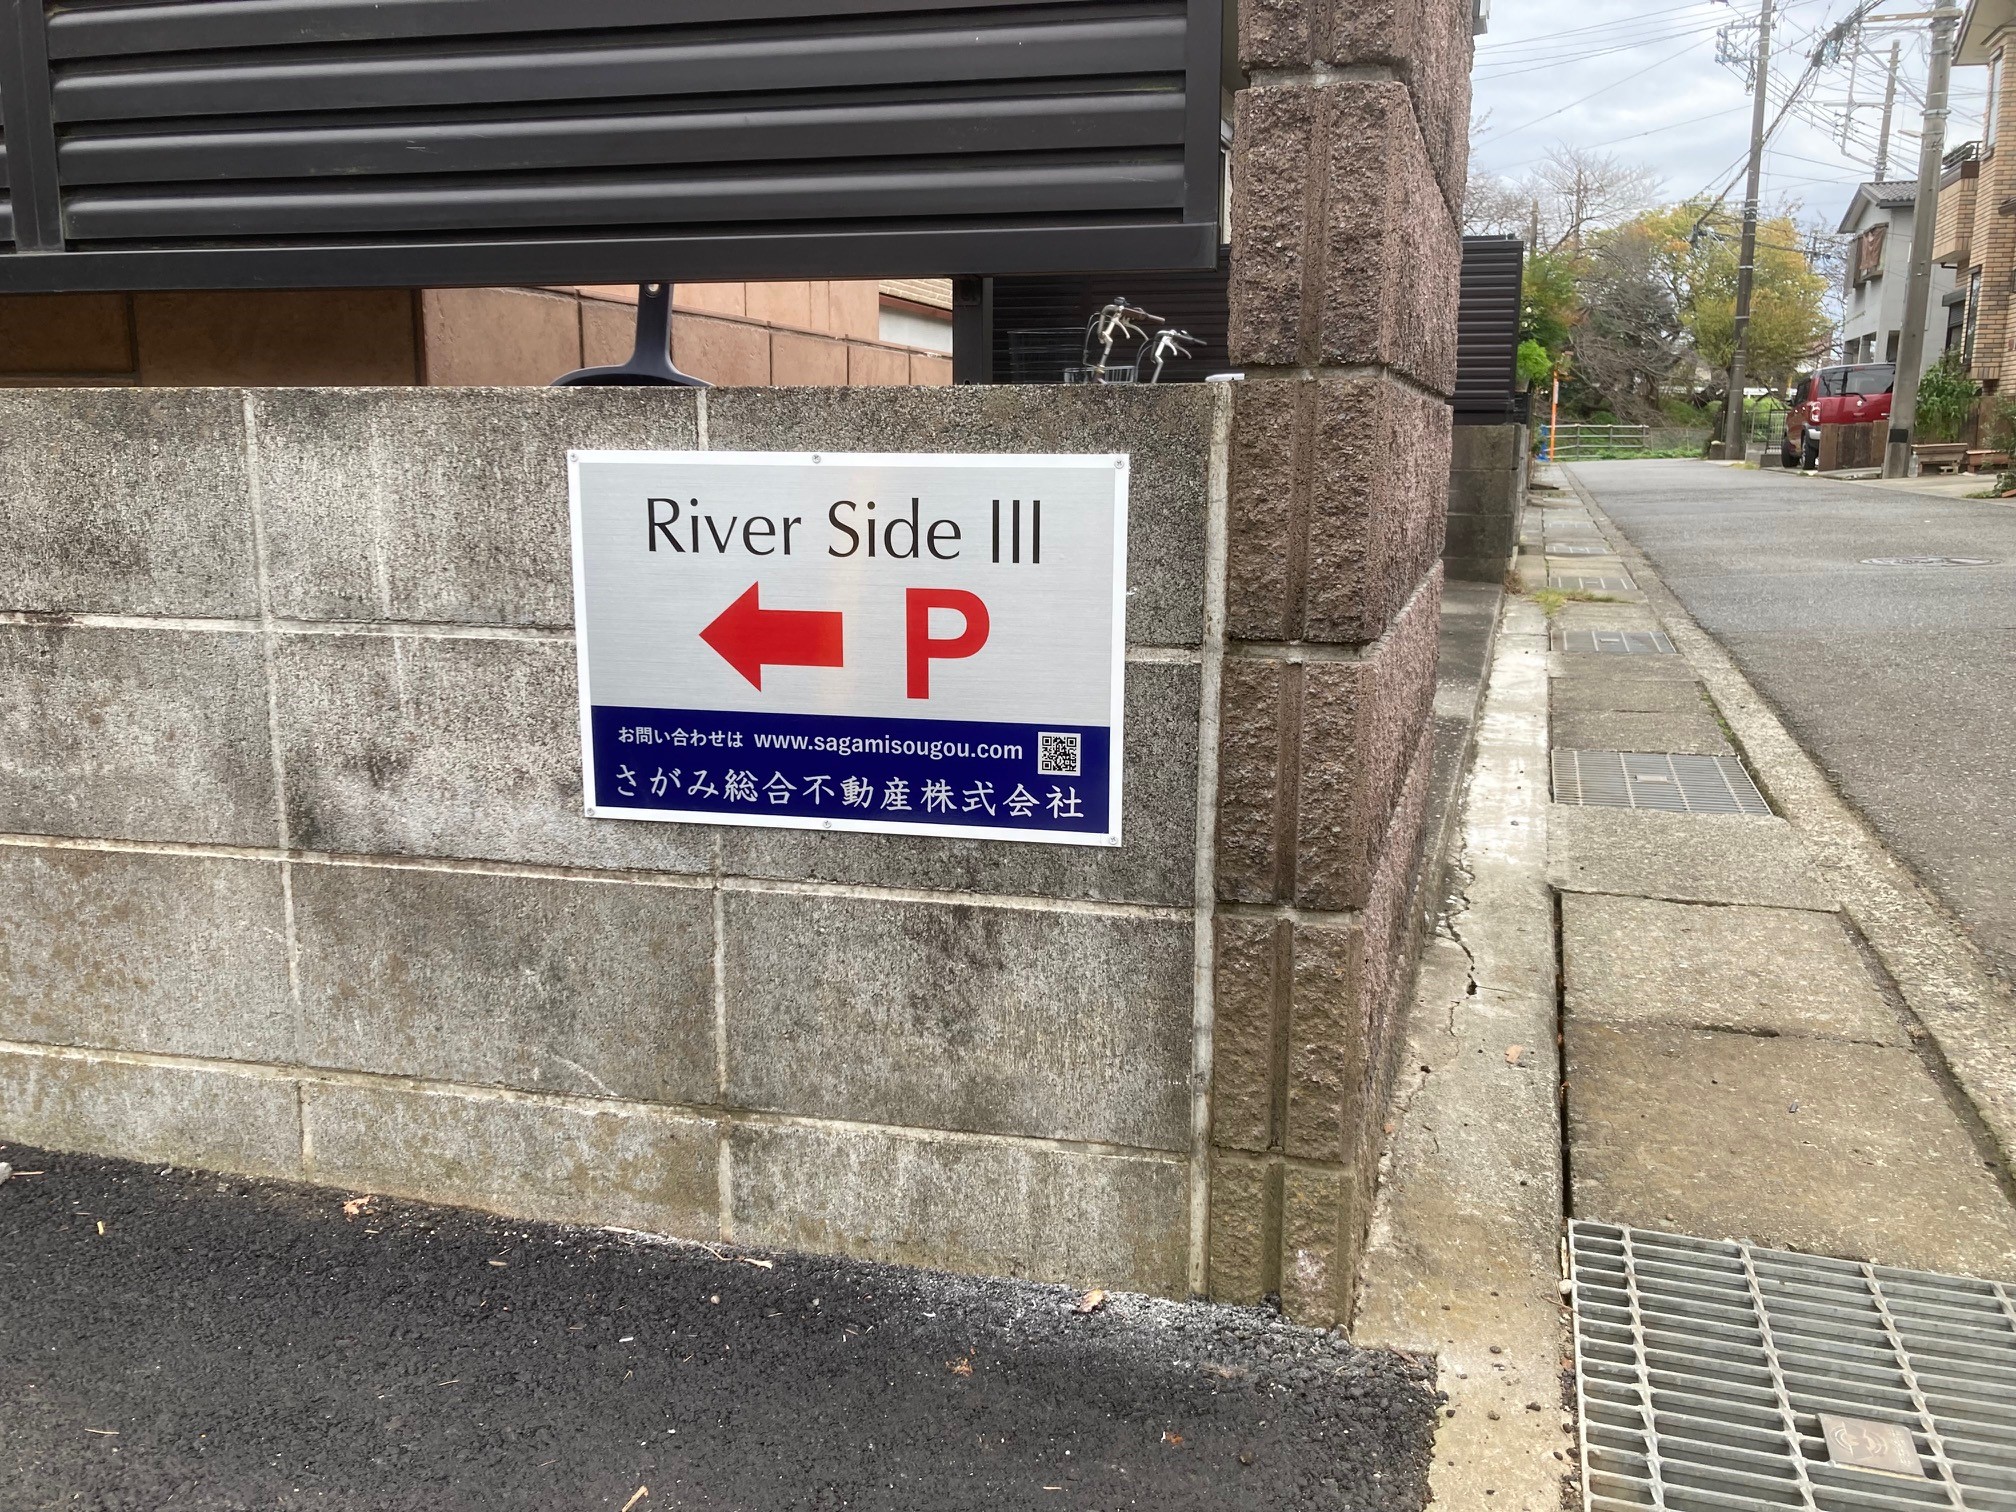 River Side III
← P
お問い合わせは www.sagamisougou.com
さがみ総合不動産株式会社